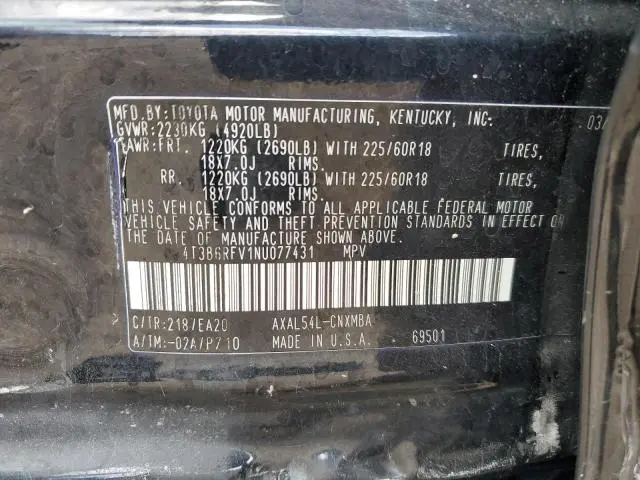 MFD.BY:TOYOTA MOTOR MANUFACTURING, KENTUCKY, INC. 03/
GVWR:2230KG (4920LB)
GAWR:FRT. 1220KG (2690LB) WITH 225/60R18 TIRES,
18X7.0J RIMS.
RR. 1220KG (2690LB) WITH 225/60R18 TIRES,
18X7.0J RIMS.
THIS VEHICLE CONFORMS TO ALL APPLICABLE FEDERAL MOTOR
VEHICLE SAFETY AND THEFT PREVENTION STANDARDS IN EFFECT ON
THE DATE OF MANUFACTURE SHOWN ABOVE.
4T3B6RFV1NU077431 MPV
C/TR:218/EA20 AXAL54L-CNXMBA
A/TM:-02A/P710 MADE IN U.S.A. 69501